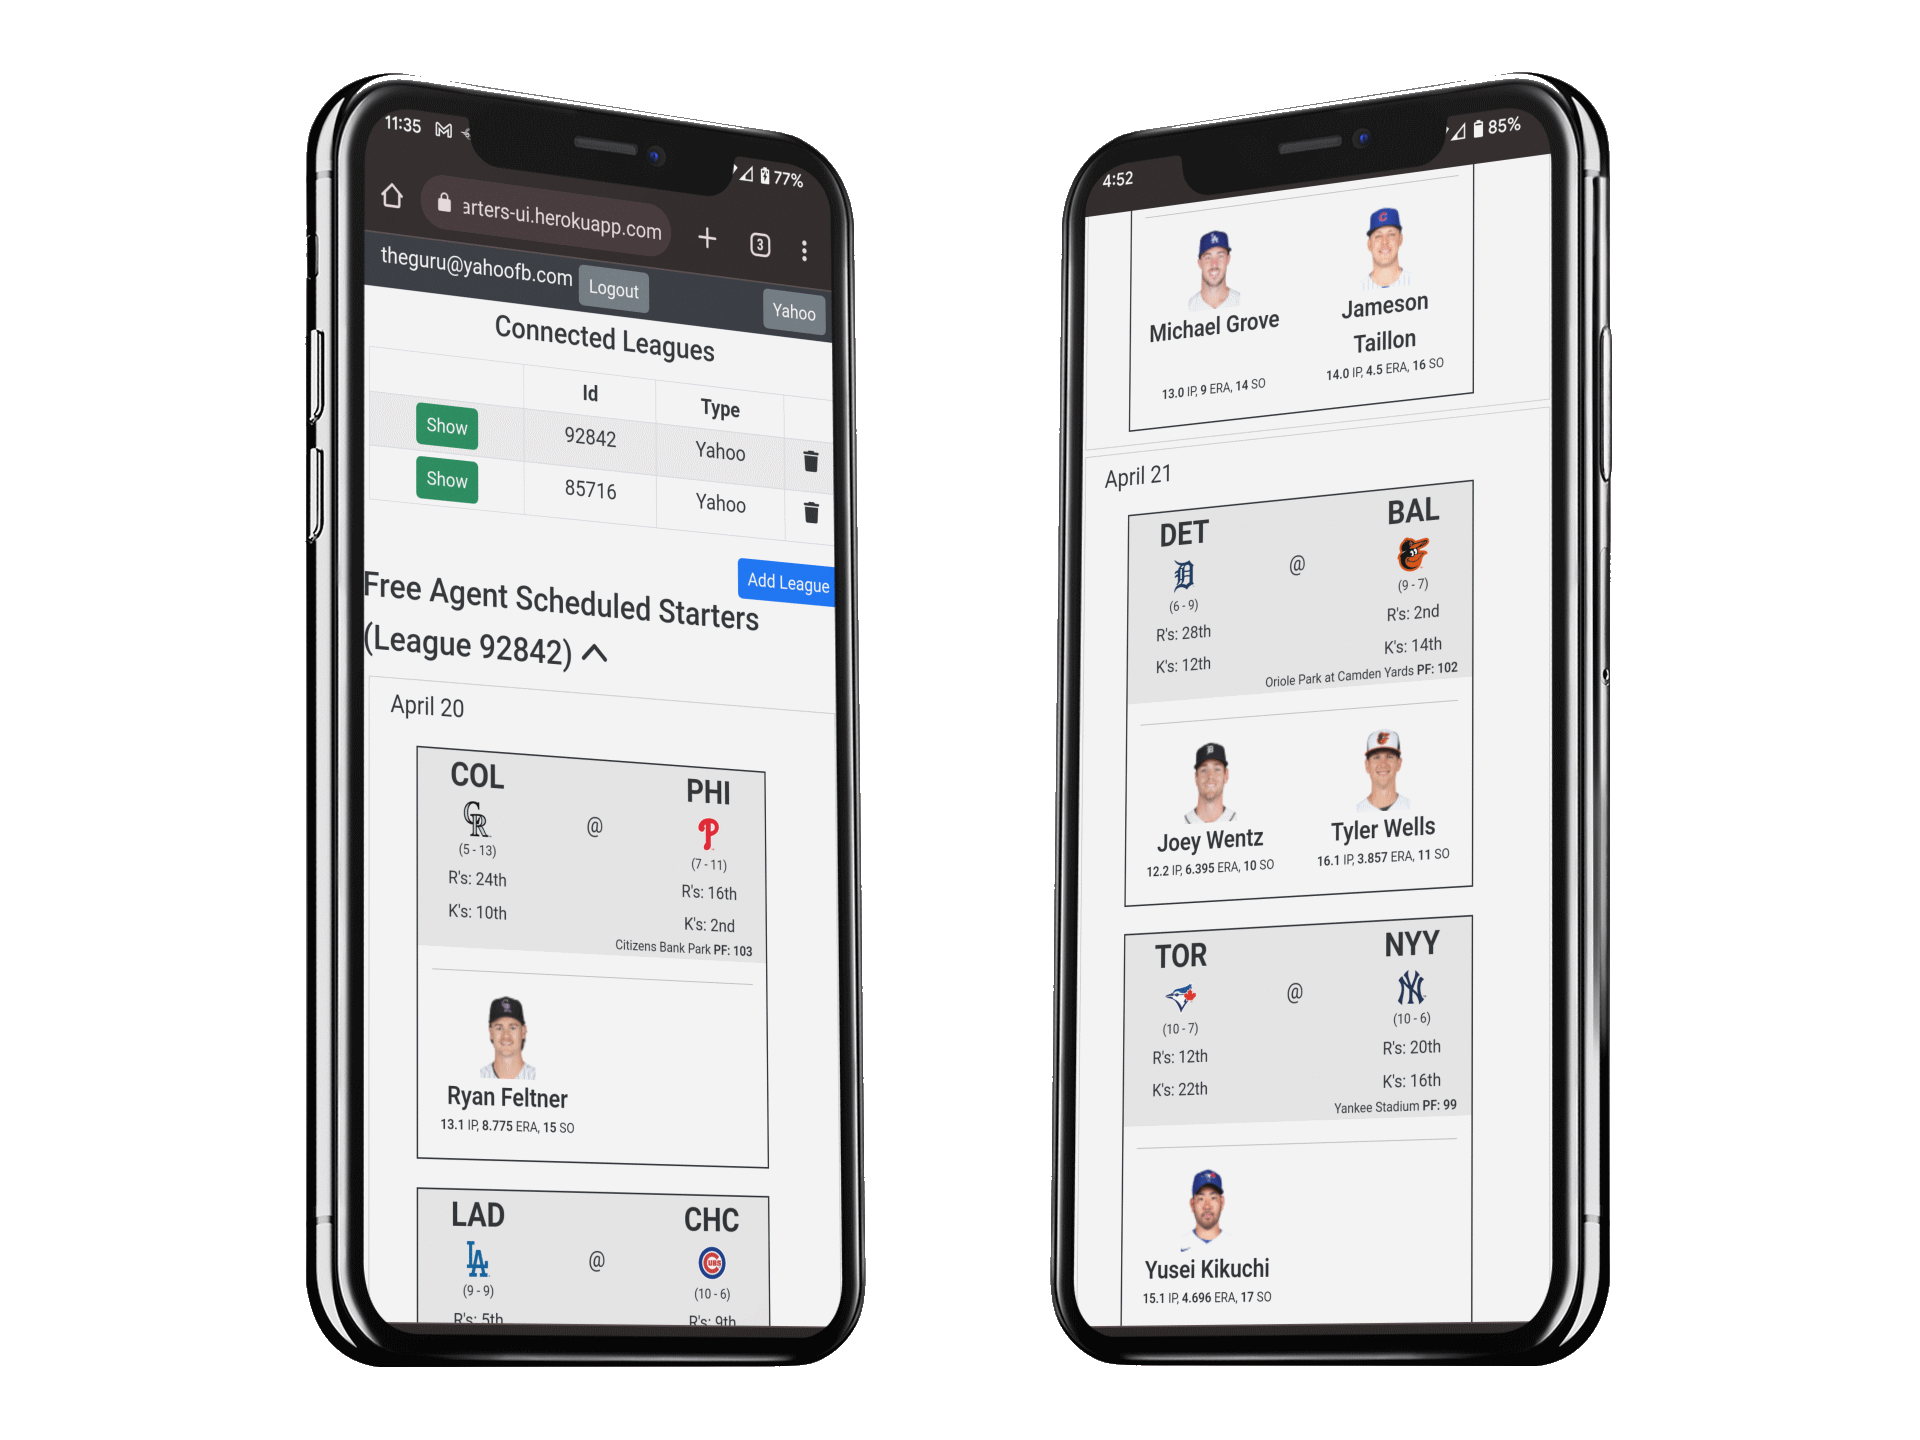 11:35
77%
arters-ui.herokuapp.com
3
theguru@yahoofb.com
Logout
Yahoo
Connected Leagues
Id Type
Show 92842 Yahoo
Show 85716 Yahoo
Add League
Free Agent Scheduled Starters
(League 92842)
April 20
COL @ PHI
(5 - 13) (7 - 11)
R's: 24th R's: 16th
K's: 10th K's: 2nd
Citizens Bank Park PF: 103
Ryan Feltner
13.1 IP, 8.775 ERA, 15 SO
LAD @ CHC
(9 - 9) (10 - 6)
R's: 5th R's: 9th
4:52
85%
Michael Grove
13.0 IP, 9 ERA, 14 SO
Jameson
Taillon
14.0 IP, 4.5 ERA, 16 SO
April 21
DET @ BAL
(6 - 9) (9 - 7)
R's: 28th R's: 2nd
K's: 12th K's: 14th
Oriole Park at Camden Yards PF: 102
Joey Wentz
12.2 IP, 6.395 ERA, 10 SO
Tyler Wells
16.1 IP, 3.857 ERA, 11 SO
TOR @ NYY
(10 - 7) (10 - 6)
R's: 12th R's: 20th
K's: 22th K's: 16th
Yankee Stadium PF: 99
Yusei Kikuchi
15.1 IP, 4.696 ERA, 17 SO